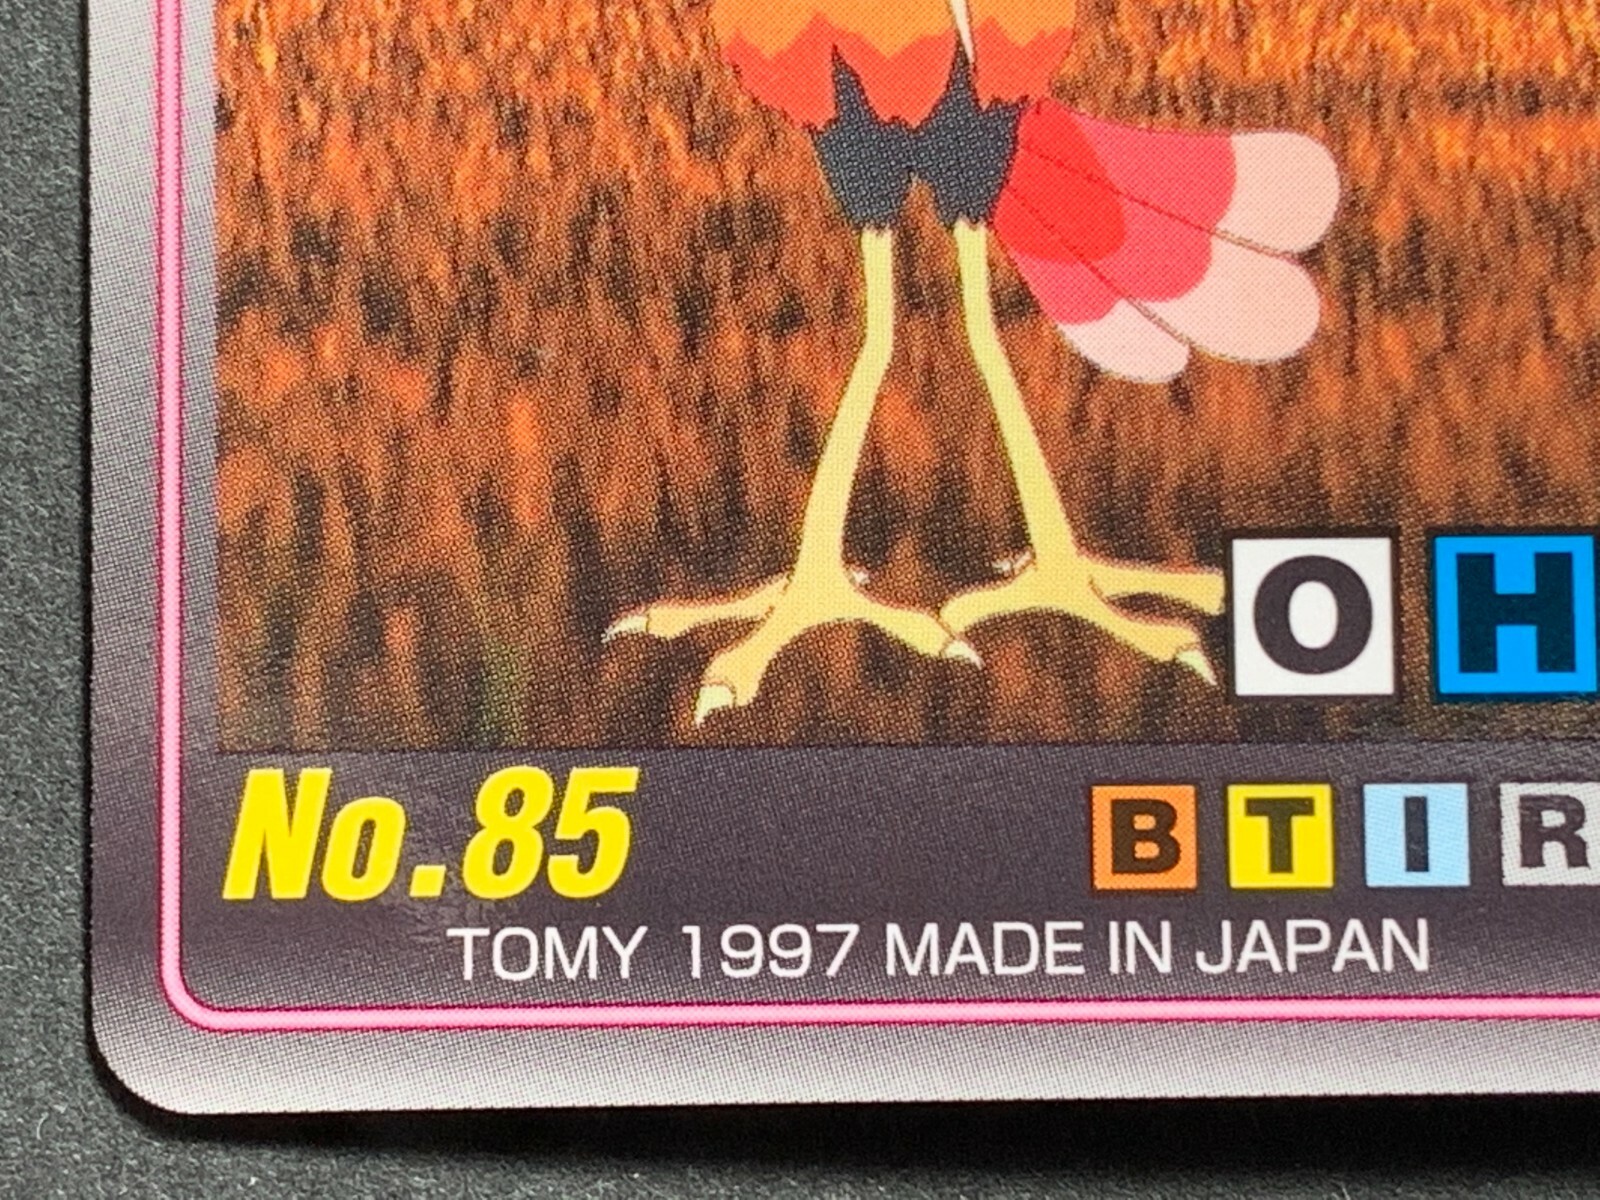 O H
No.85 B T I R
TOMY 1997 MADE IN JAPAN